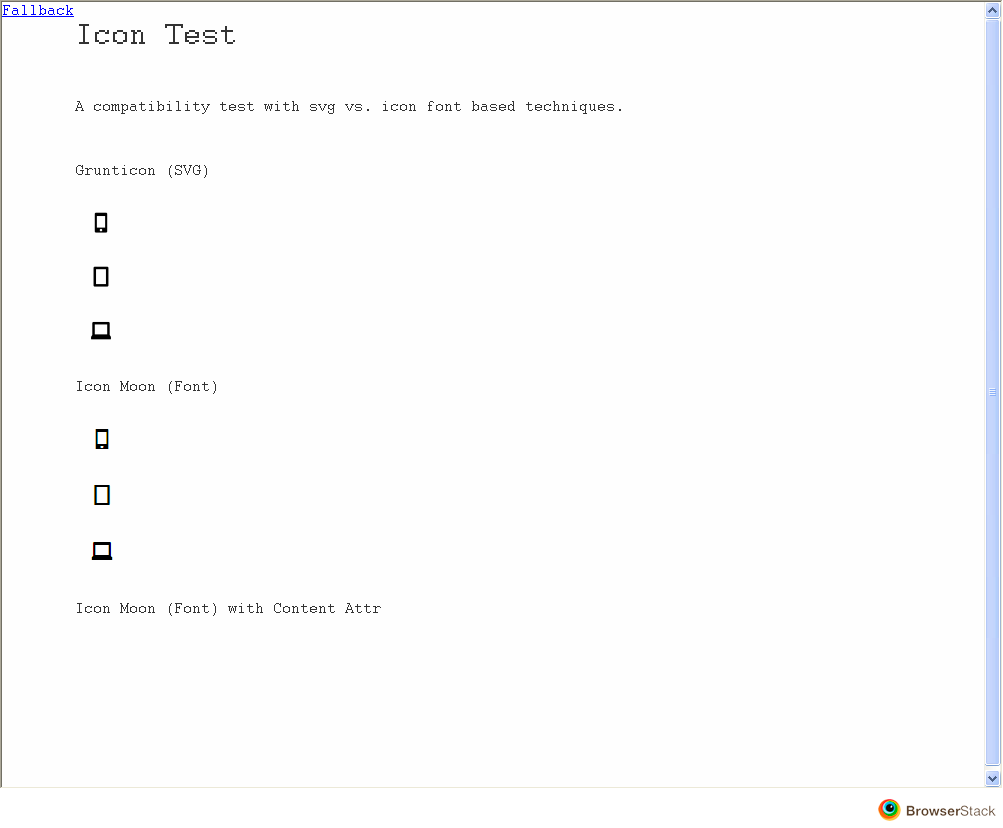 Fallback
Icon Test
A compatibility test with svg vs. icon font based techniques.
Grunticon (SVG)
Icon Moon (Font)
Icon Moon (Font) with Content Attr
BrowserStack